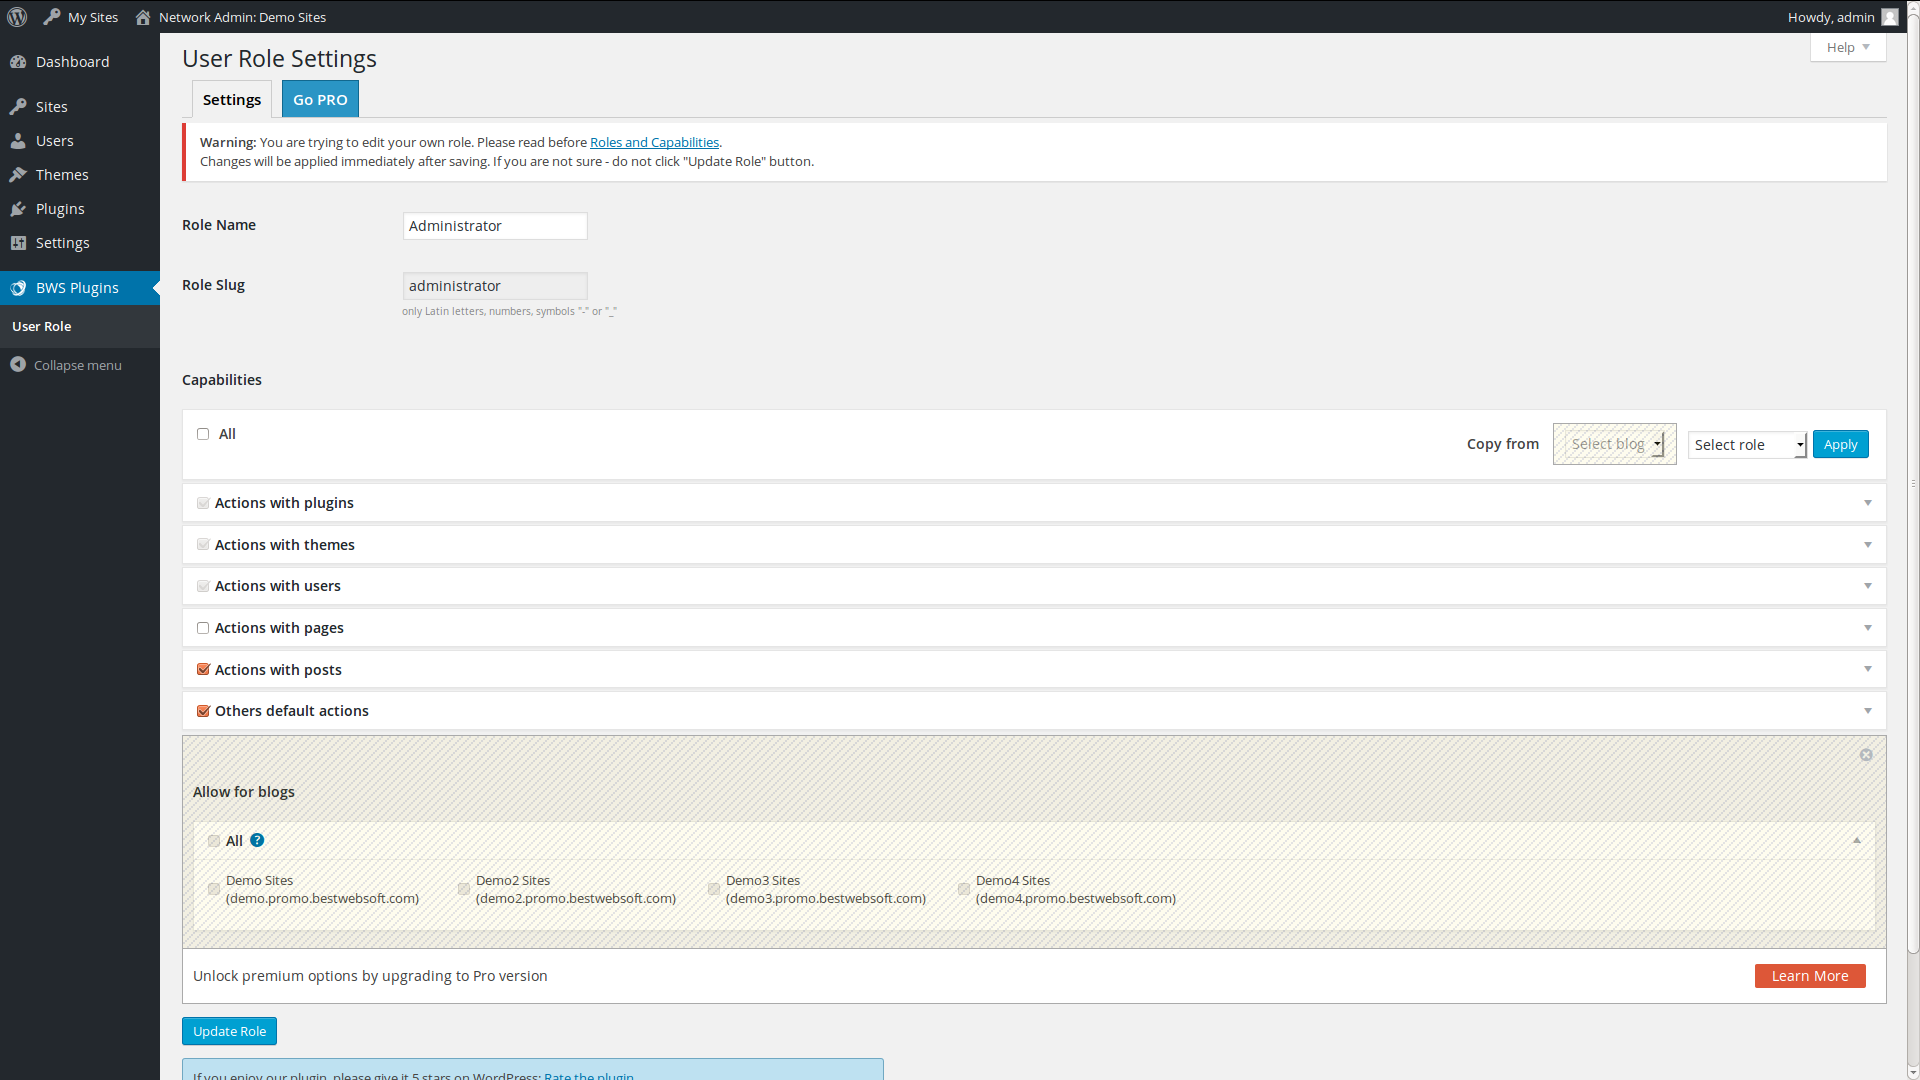 My Sites
Network Admin: Demo Sites
Howdy, admin
Dashboard
Sites
Users
Themes
Plugins
Settings
BWS Plugins
User Role
Collapse menu
User Role Settings
Help
Settings
Go PRO
Warning: You are trying to edit your own role. Please read before Roles and Capabilities.
Changes will be applied immediately after saving. If you are not sure - do not click "Update Role" button.
Role Name
Administrator
Role Slug
administrator
only Latin letters, numbers, symbols "-" or "_"
Capabilities
All
Copy from
Select blog
Select role
Apply
Actions with plugins
Actions with themes
Actions with users
Actions with pages
Actions with posts
Others default actions
Allow for blogs
All ?
Demo Sites
(demo.promo.bestwebsoft.com)
Demo2 Sites
(demo2.promo.bestwebsoft.com)
Demo3 Sites
(demo3.promo.bestwebsoft.com)
Demo4 Sites
(demo4.promo.bestwebsoft.com)
Unlock premium options by upgrading to Pro version
Learn More
Update Role
If you enjoy our plugin, please give it 5 stars on WordPress: Rate the plugin